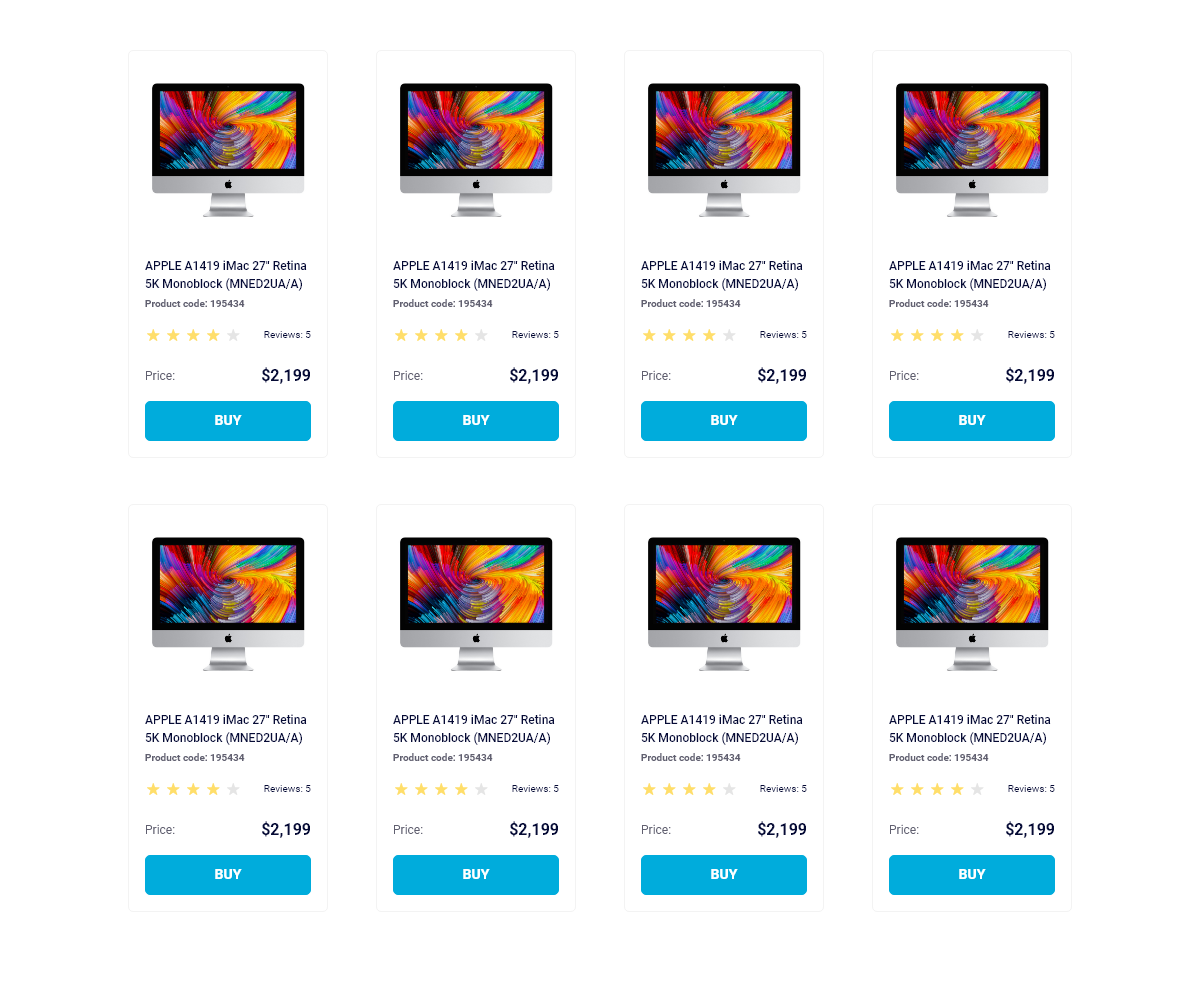 APPLE A1419 iMac 27" Retina
5K Monoblock (MNED2UA/A)
Product code: 195434
Reviews: 5
Price: $2,199
BUY
APPLE A1419 iMac 27" Retina
5K Monoblock (MNED2UA/A)
Product code: 195434
Reviews: 5
Price: $2,199
BUY
APPLE A1419 iMac 27" Retina
5K Monoblock (MNED2UA/A)
Product code: 195434
Reviews: 5
Price: $2,199
BUY
APPLE A1419 iMac 27" Retina
5K Monoblock (MNED2UA/A)
Product code: 195434
Reviews: 5
Price: $2,199
BUY
APPLE A1419 iMac 27" Retina
5K Monoblock (MNED2UA/A)
Product code: 195434
Reviews: 5
Price: $2,199
BUY
APPLE A1419 iMac 27" Retina
5K Monoblock (MNED2UA/A)
Product code: 195434
Reviews: 5
Price: $2,199
BUY
APPLE A1419 iMac 27" Retina
5K Monoblock (MNED2UA/A)
Product code: 195434
Reviews: 5
Price: $2,199
BUY
APPLE A1419 iMac 27" Retina
5K Monoblock (MNED2UA/A)
Product code: 195434
Reviews: 5
Price: $2,199
BUY